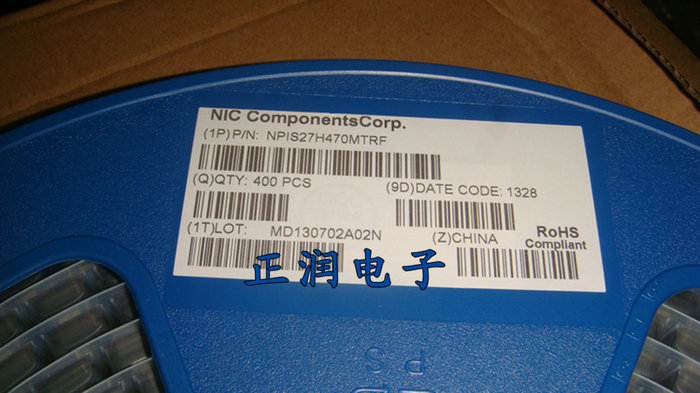 NIC ComponentsCorp.
(1P)P/N: NPIS27H470MTRF
(Q)QTY: 400 PCS
(9D)DATE CODE: 1328
(1T)LOT: MD130702A02N
(Z)CHINA
RoHS
Compliant
正润电子
PS